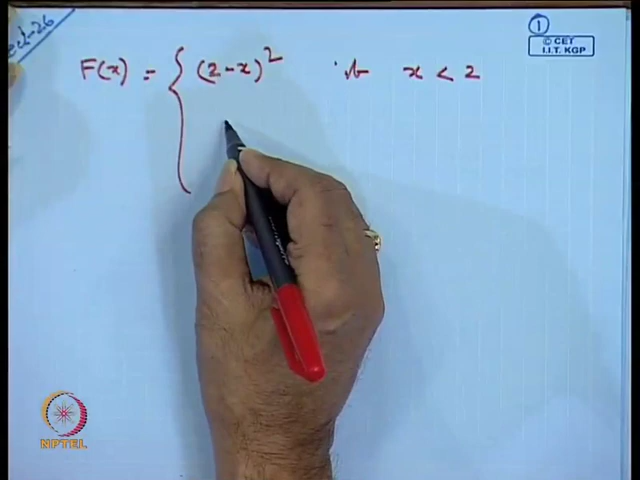 Lect-26
1
© CET
I.I.T. KGP
F(x) = { (2-x)² if x < 2
NPTEL